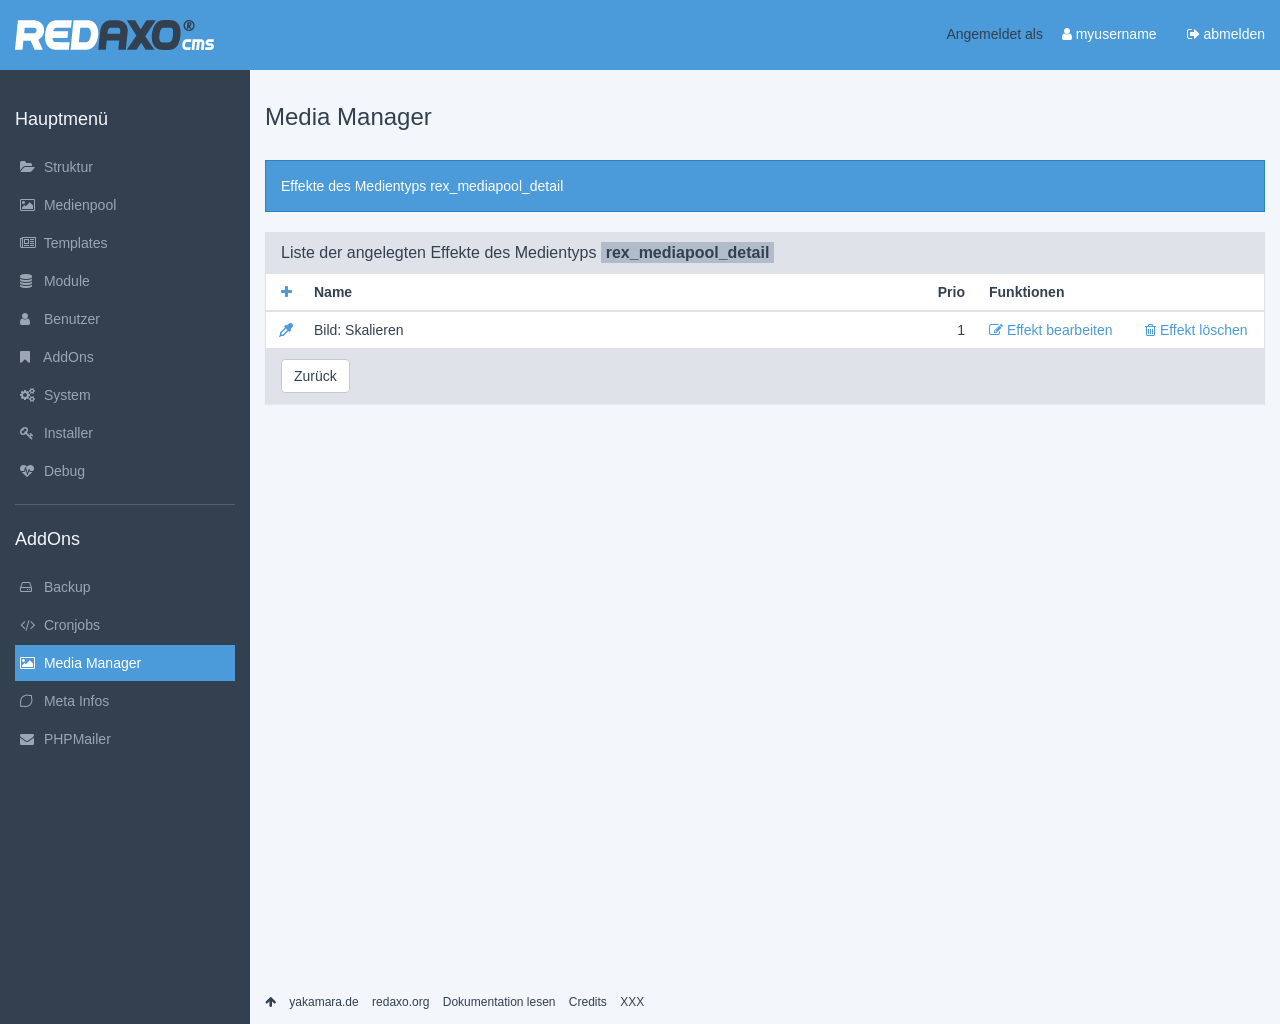 REDAXO® cms
Angemeldet als myusername abmelden
Hauptmenü
Struktur
Medienpool
Templates
Module
Benutzer
AddOns
System
Installer
Debug
AddOns
Backup
Cronjobs
Media Manager
Meta Infos
PHPMailer
Media Manager
Effekte des Medientyps rex_mediapool_detail
Liste der angelegten Effekte des Medientyps rex_mediapool_detail
Name Prio Funktionen
Bild: Skalieren 1 Effekt bearbeiten Effekt löschen
Zurück
yakamara.de redaxo.org Dokumentation lesen Credits XXX